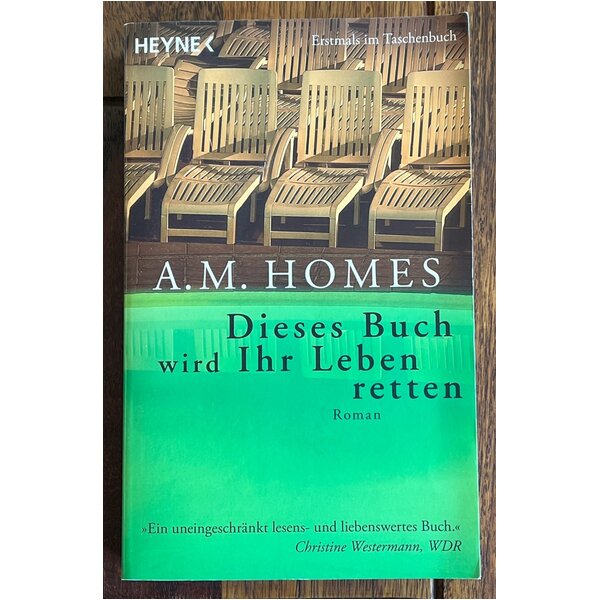 HEYNE
Erstmals im Taschenbuch
A.M. HOMES
Dieses Buch
wird Ihr Leben
retten
Roman
»Ein uneingeschränkt lesens- und liebenswertes Buch.«
Christine Westermann, WDR